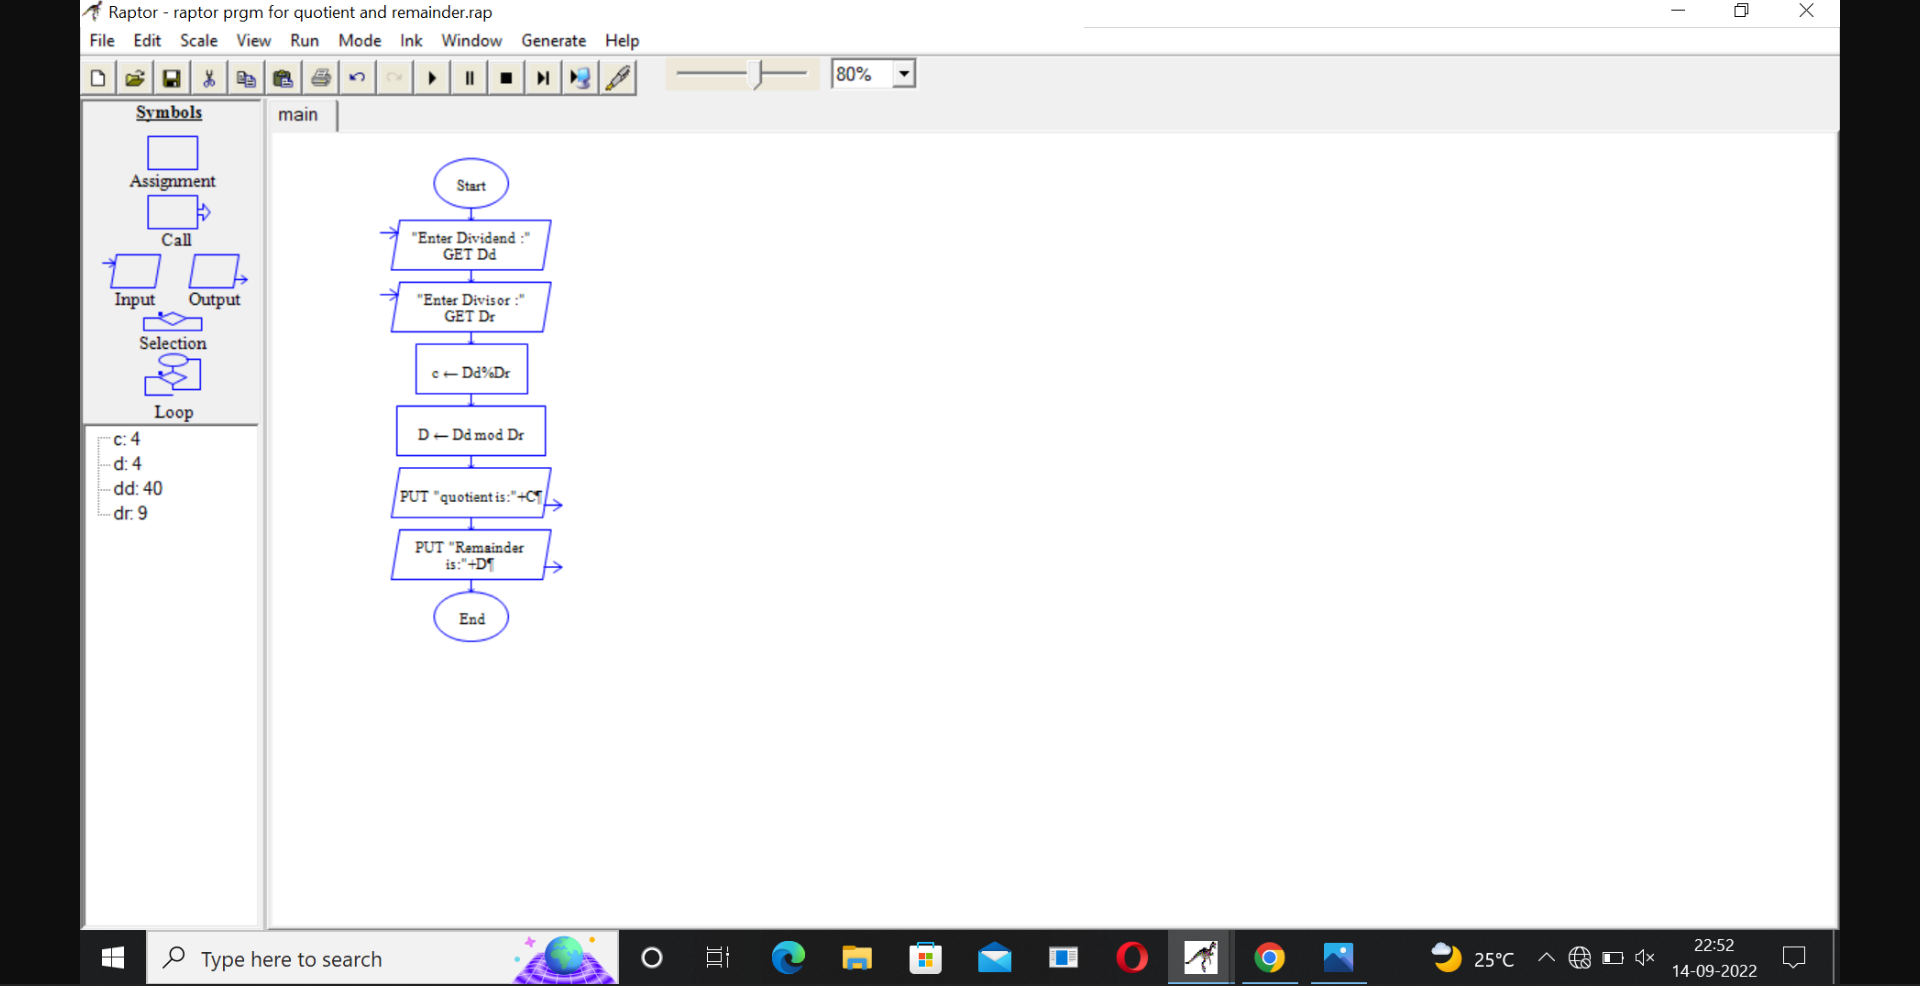 Raptor - raptor prgm for quotient and remainder.rap
File Edit Scale View Run Mode Ink Window Generate Help
80%
Symbols
Assignment
Call
Input Output
Selection
Loop
c: 4
d: 4
dd: 40
dr: 9
main
Start
"Enter Dividend :"
GET Dd
"Enter Divisor :"
GET Dr
c ← Dd%Dr
D ← Dd mod Dr
PUT "quotient is:"+C¶
PUT "Remainder
is:"+D¶
End
Type here to search
25°C
22:52
14-09-2022